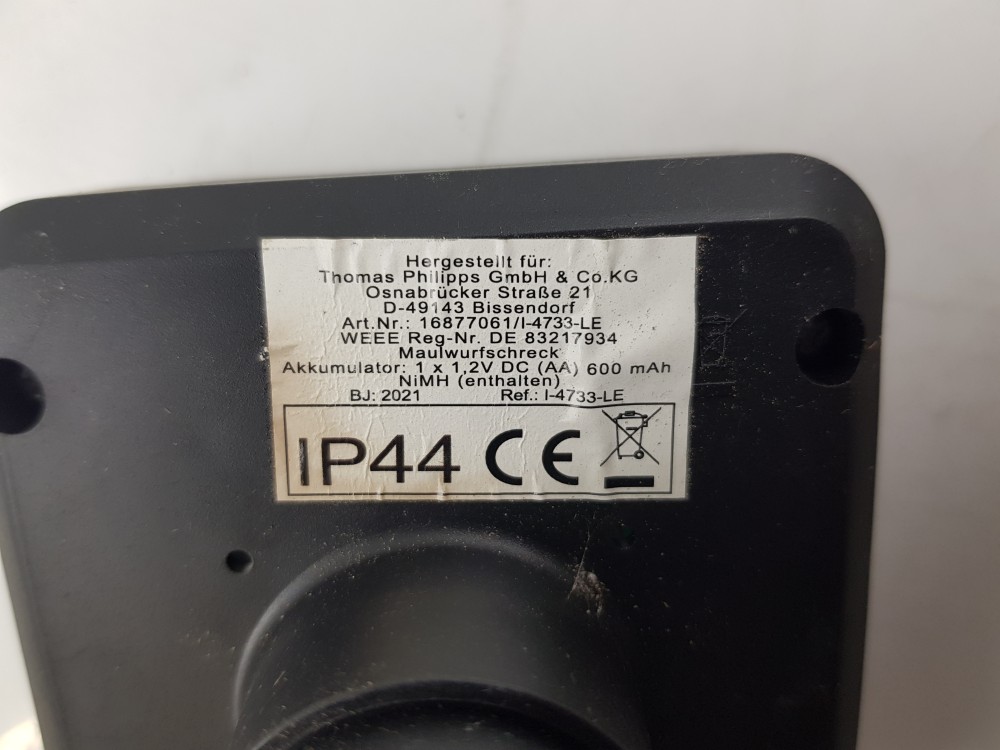 Hergestellt für:
Thomas Philipps GmbH & Co.KG
Osnabrücker Straße 21
D-49143 Bissendorf
Art.Nr.: 16877061/I-4733-LE
WEEE Reg-Nr. DE 83217934
Maulwurfschreck
Akkumulator: 1 x 1,2V DC (AA) 600 mAh
NiMH (enthalten)
BJ: 2021 Ref.: I-4733-LE
IP44 CE